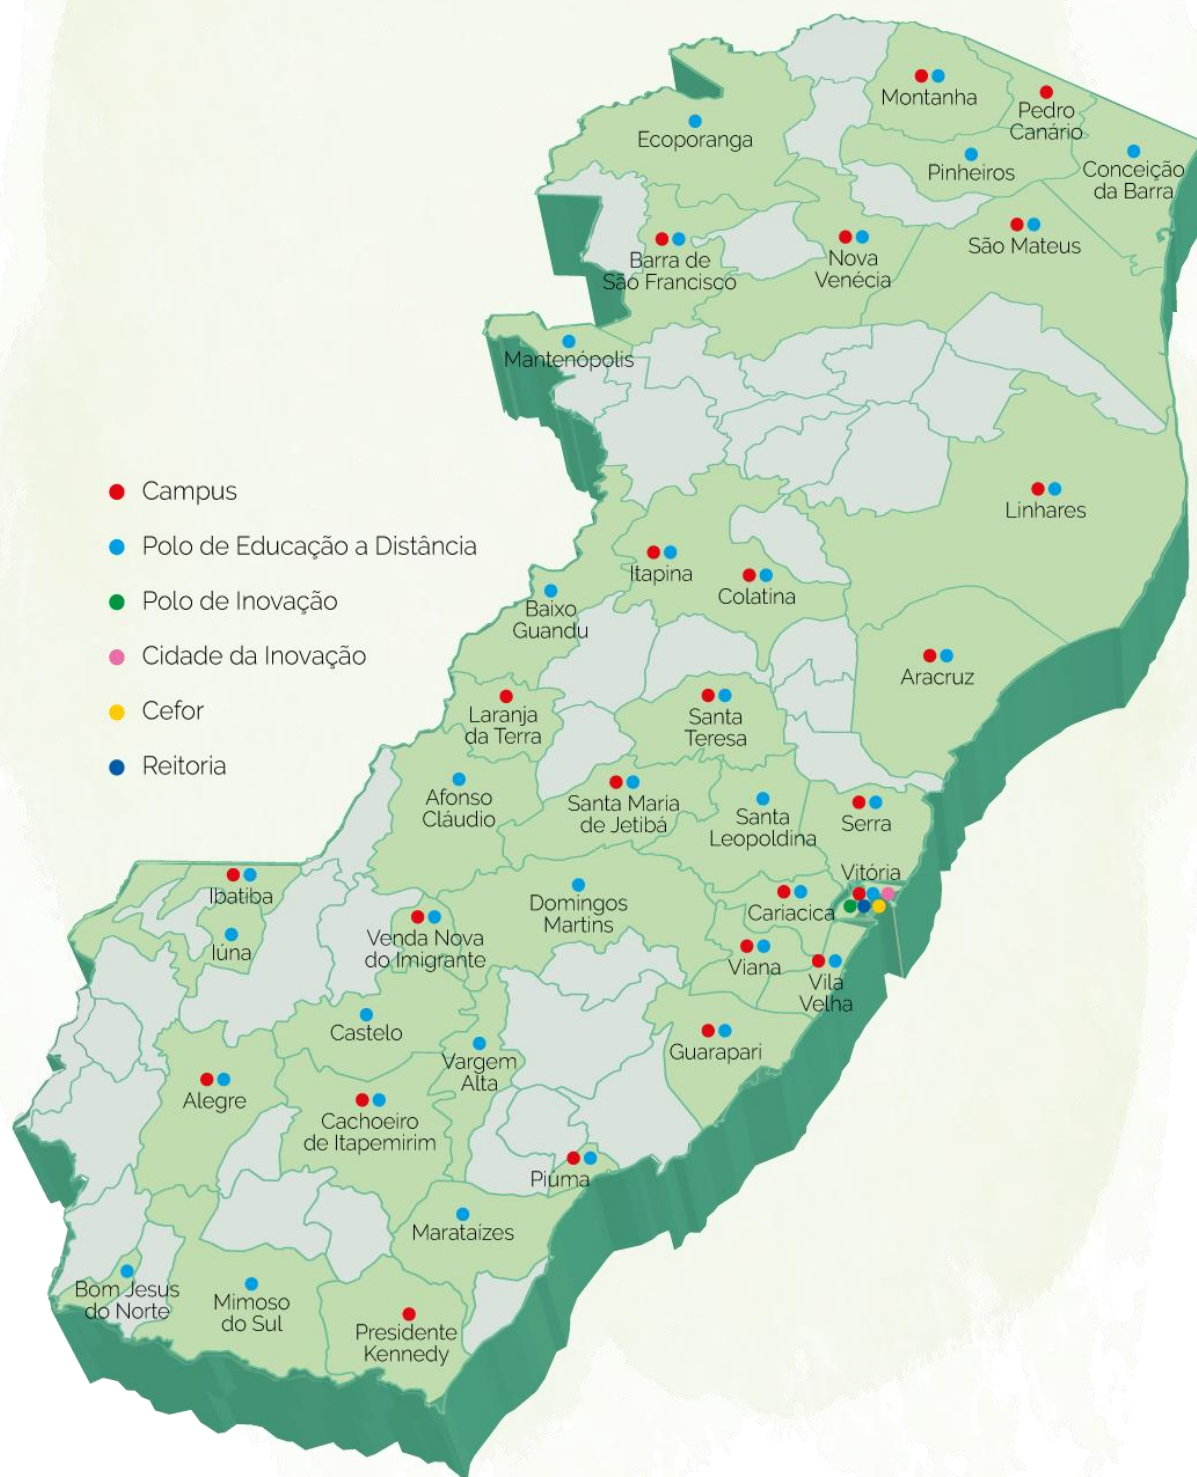 Montanha
Pedro
Canário
Ecoporanga
Pinheiros
Conceição
da Barra
São Mateus
Barra de
São Francisco
Nova
Venécia
Mantenópolis
Campus
Polo de Educação a Distância
Polo de Inovação
Cidade da Inovação
Cefor
Reitoria
Linhares
Itapina
Colatina
Baixo
Guandu
Aracruz
Laranja
da Terra
Santa
Teresa
Afonso
Cláudio
Santa Maria
de Jetibá
Santa
Leopoldina
Serra
Vitória
Ibatiba
Domingos
Martins
Cariacica
Iúna
Venda Nova
do Imigrante
Viana
Vila
Velha
Castelo
Vargem
Alta
Guarapari
Alegre
Cachoeiro
de Itapemirim
Piúma
Marataízes
Bom Jesus
do Norte
Mimoso
do Sul
Presidente
Kennedy